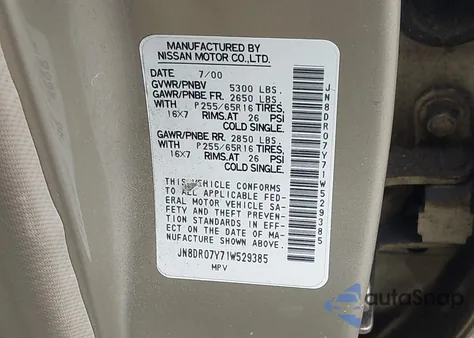 MANUFACTURED BY
NISSAN MOTOR CO.,LTD.
DATE 7/00
GVWR/PNBV 5300 LBS.
GAWR/PNBE FR. 2650 LBS.
WITH P255/65R16 TIRES,
16X7 RIMS.AT 26 PSI
COLD SINGLE.
GAWR/PNBE RR. 2850 LBS.
WITH P255/65R16 TIRES,
16X7 RIMS.AT 26 PSI
COLD SINGLE.
THIS VEHICLE CONFORMS
TO ALL APPLICABLE FED-
ERAL MOTOR VEHICLE SA-
FETY AND THEFT PREVEN-
TION STANDARDS IN
EFFECT ON THE DATE OF MA-
NUFACTURE SHOWN ABOVE.
JN8DR07Y71W529385
MPV
JN8DR07Y71W529385
autaSnap